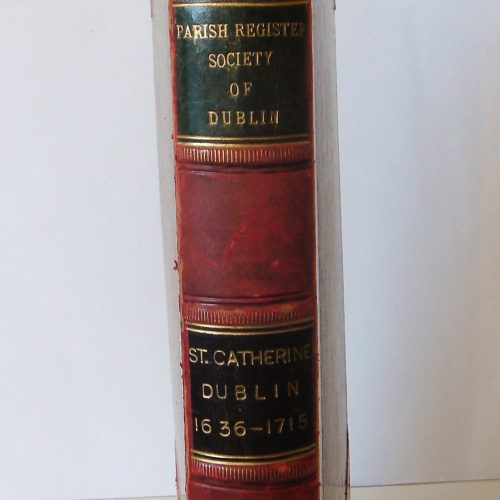 PARISH REGISTER
SOCIETY
OF
DUBLIN
ST. CATHERINE
DUBLIN
1636-1715